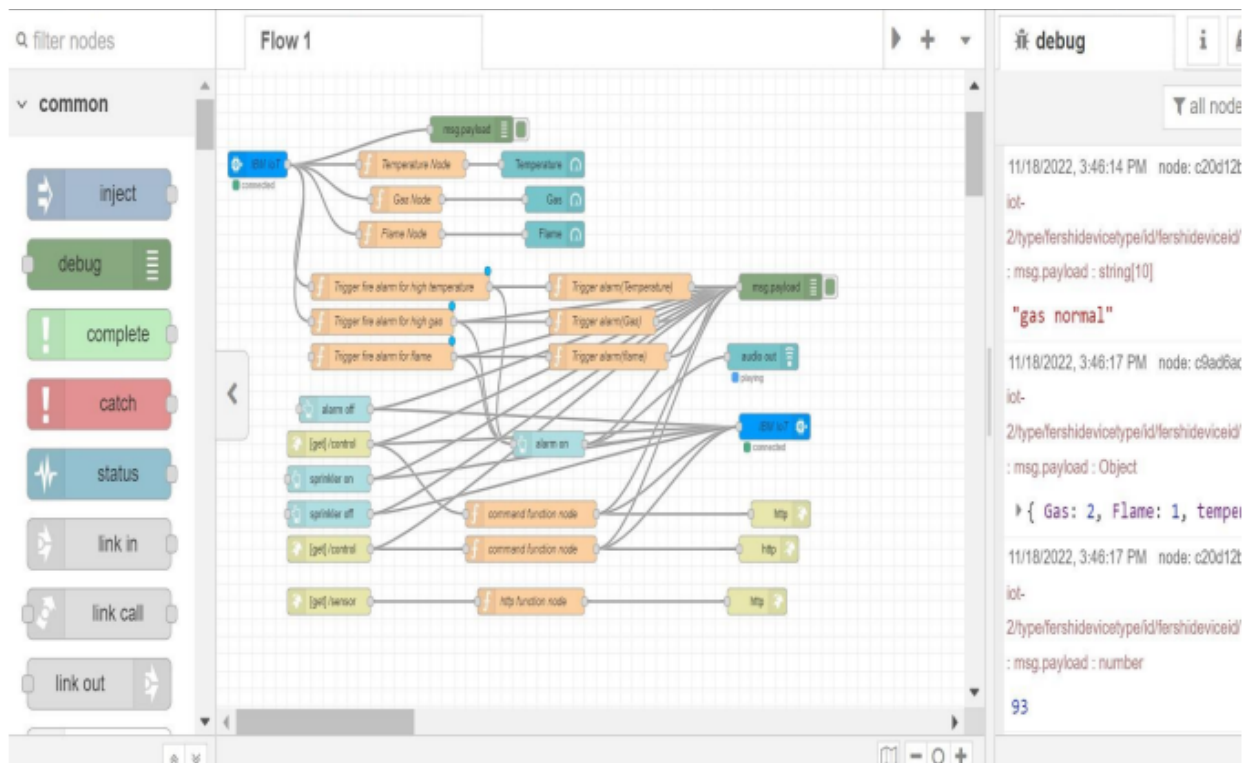 filter nodes
common
inject
debug
complete
catch
status
link in
link call
link out
Flow 1
msg.payload
IBM IoT
connected
Temperature Node
Temperature
Gas Node
Gas
Flame Node
Flame
Trigger fire alarm for high temperature
Trigger alarm(Temperature)
msg.payload
Trigger fire alarm for high gas
Trigger alarm(Gas)
Trigger fire alarm for flame
Trigger alarm(flame)
audio out
playing
alarm off
[get] /control
alarm on
IBM IoT
connected
sprinkler on
sprinkler off
command function node
http
[get] /control
command function node
http
[get] /sensor
http function node
http
debug
i
all node
11/18/2022, 3:46:14 PM node: c20d12b
iot-
2/type/fershidevicetype/id/fershideviceid/
: msg.payload : string[10]
"gas normal"
11/18/2022, 3:46:17 PM node: c9ad6ac
iot-
2/type/fershidevicetype/id/fershideviceid/
: msg.payload : Object
{ Gas: 2, Flame: 1, temper
11/18/2022, 3:46:17 PM node: c20d12b
iot-
2/type/fershidevicetype/id/fershideviceid/
: msg.payload : number
93